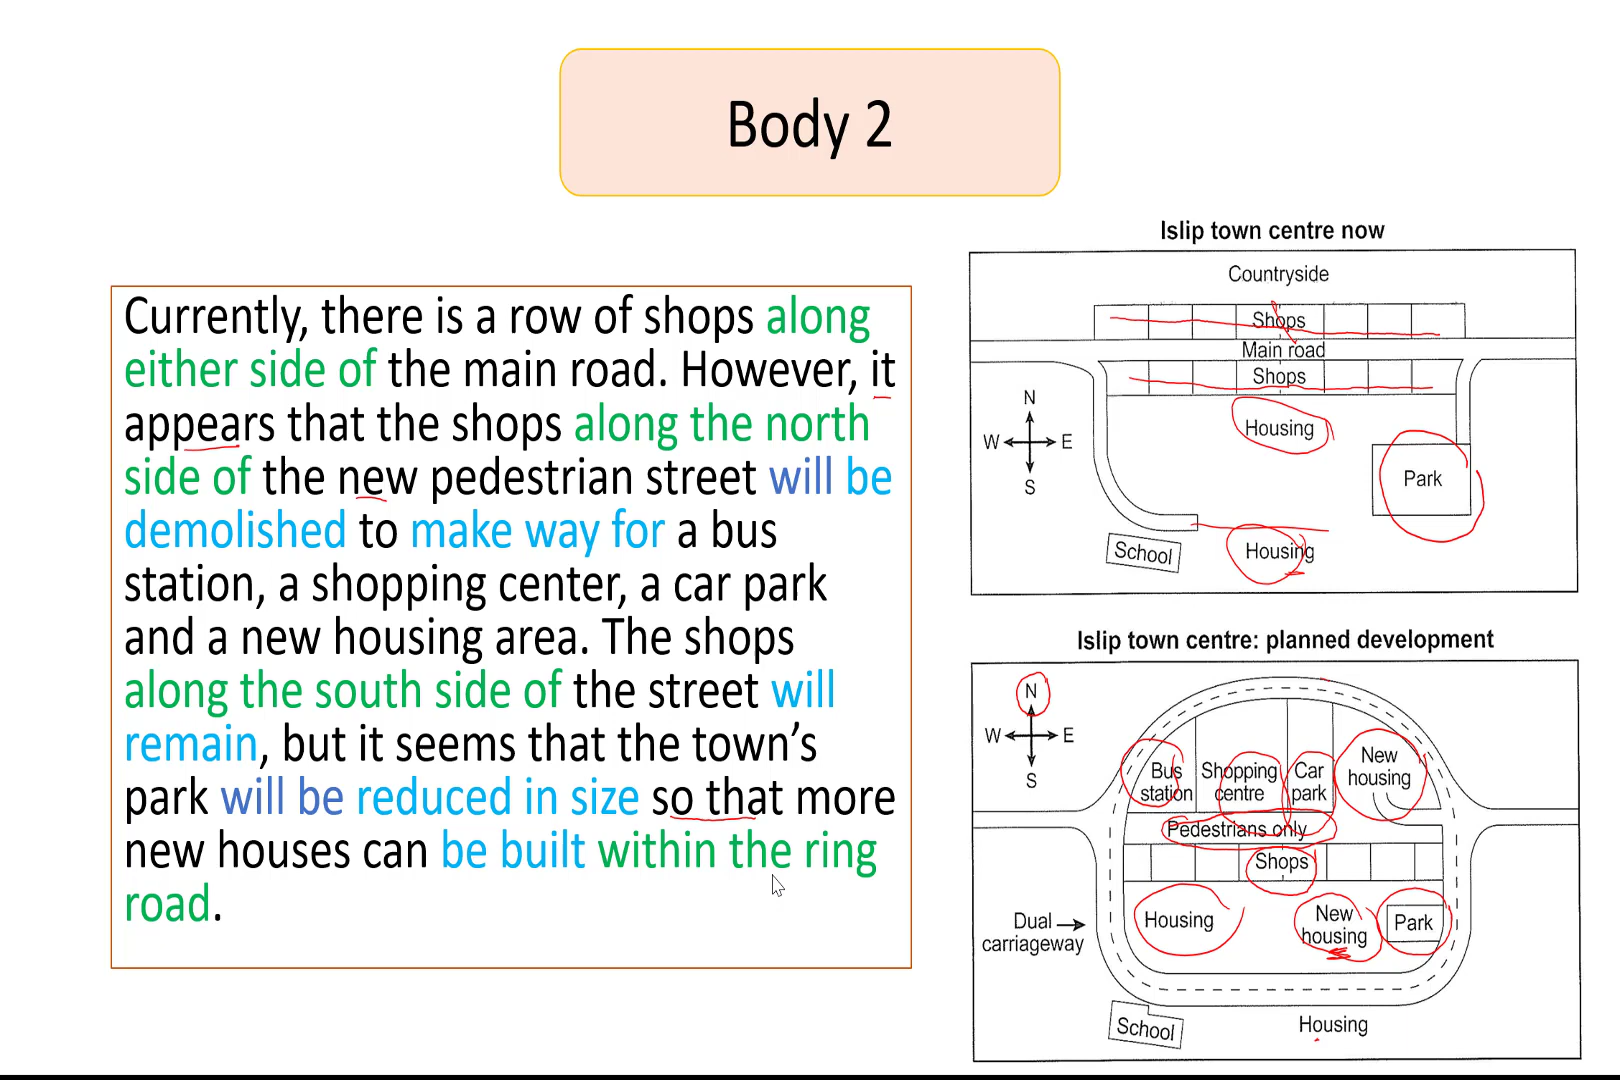 Body 2
Currently, there is a row of shops along
either side of the main road. However, it
appears that the shops along the north
side of the new pedestrian street will be
demolished to make way for a bus
station, a shopping center, a car park
and a new housing area. The shops
along the south side of the street will
remain, but it seems that the town’s
park will be reduced in size so that more
new houses can be built within the ring
road.
Islip town centre now
Countryside
Shops
Main road
Shops
N
W E
S
Housing
Park
School
Housing
Islip town centre: planned development
N
W E
S
Bus
station
Shopping
centre
Car
park
New
housing
Pedestrians only
Shops
Dual
carriageway
Housing
New
housing
Park
School
Housing